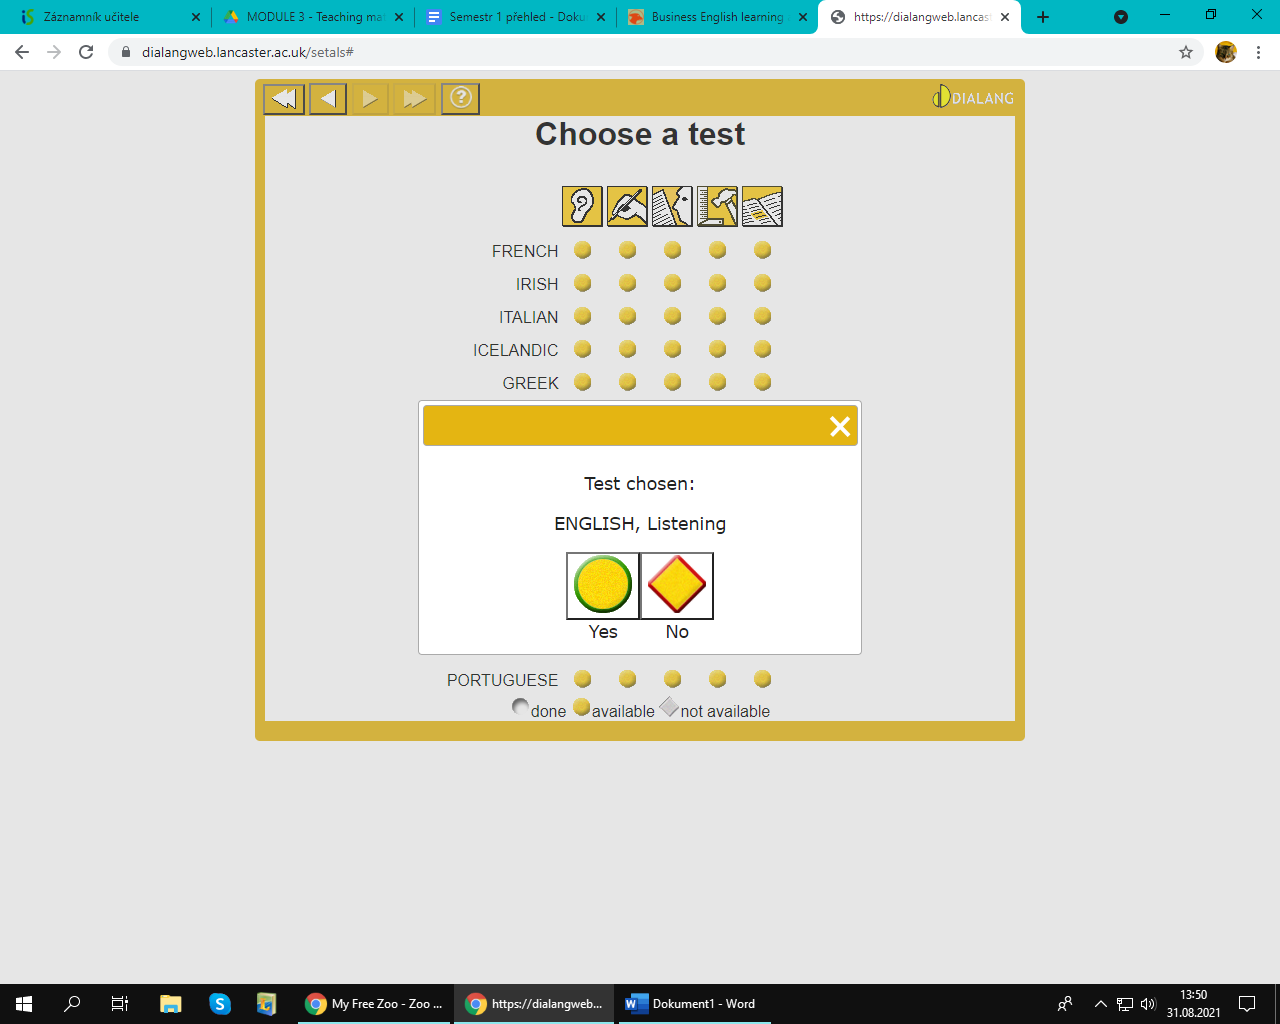 Záznamník učitele
MODULE 3 - Teaching ma
Semestr 1 přehled - Doku
Business English learning
https://dialangweb.lancas
dialangweb.lancaster.ac.uk/setals#
DIALANG
Choose a test
FRENCH
IRISH
ITALIAN
ICELANDIC
GREEK
Test chosen:
ENGLISH, Listening
Yes No
PORTUGUESE
done available not available
My Free Zoo - Zoo ...
https://dialangweb...
Dokument1 - Word
13:50
31.08.2021